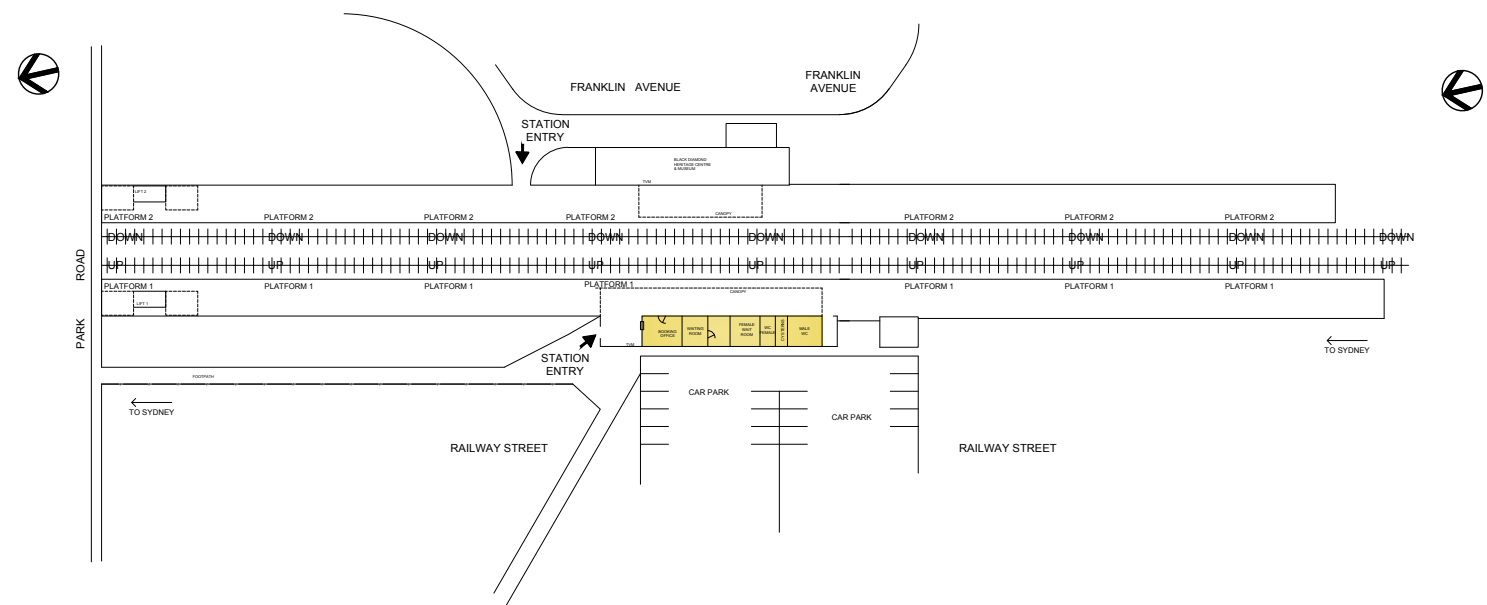 FRANKLIN AVENUE
FRANKLIN
AVENUE
STATION
ENTRY
BLACK DIAMOND
HERITAGE CENTRE
& MUSEUM
TVM
LIFT 2
CANOPY
PLATFORM 2
PLATFORM 2
PLATFORM 2
PLATFORM 2
PLATFORM 2
PLATFORM 2
PLATFORM 2
DOWN
DOWN
DOWN
DOWN
DOWN
DOWN
DOWN
DOWN
DOWN
UP
UP
UP
UP
UP
UP
UP
UP
UP
PARK ROAD
PLATFORM 1
PLATFORM 1
PLATFORM 1
PLATFORM 1
PLATFORM 1
PLATFORM 1
PLATFORM 1
CANOPY
LIFT 1
BOOKING
OFFICE
WAITING
ROOM
FEMALE
WAIT
ROOM
WC
FEMALE
MALE
WC
TVM
STATION
ENTRY
TO SYDNEY
FOOTPATH
CAR PARK
TO SYDNEY
CAR PARK
RAILWAY STREET
RAILWAY STREET